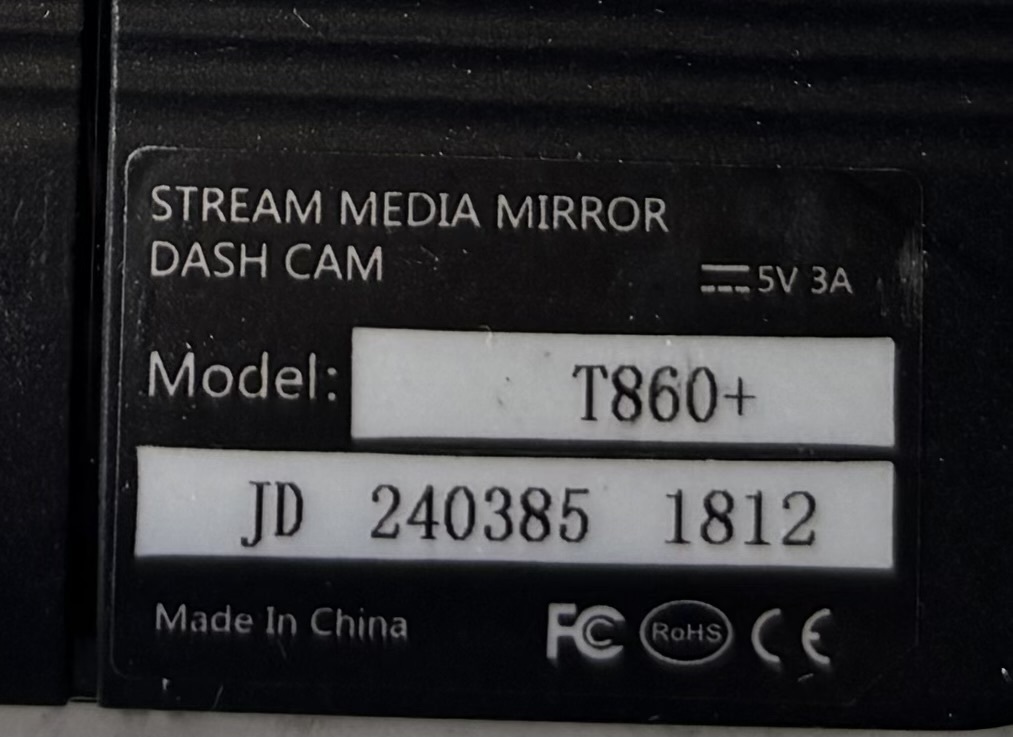 STREAM MEDIA MIRROR
DASH CAM
5V 3A
Model: T860+
JD 240385 1812
Made In China FC RoHS CE